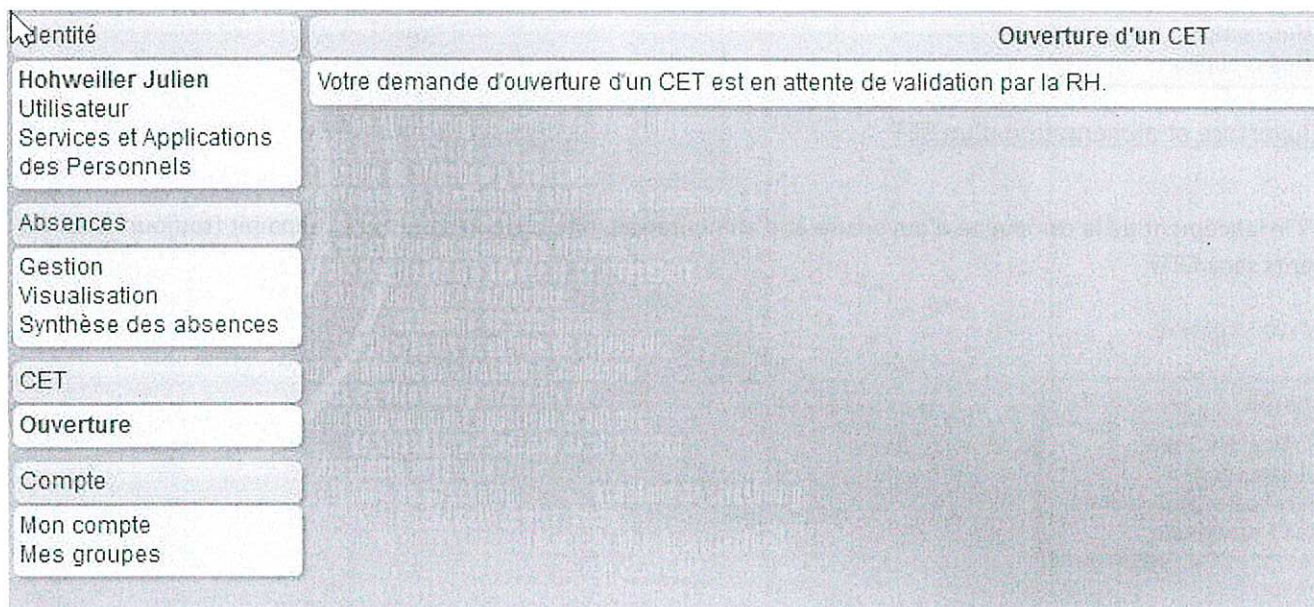 Identité
Hohweiller Julien
Utilisateur
Services et Applications
des Personnels
Absences
Gestion
Visualisation
Synthèse des absences
CET
Ouverture
Compte
Mon compte
Mes groupes
Ouverture d'un CET
Votre demande d'ouverture d'un CET est en attente de validation par la RH.